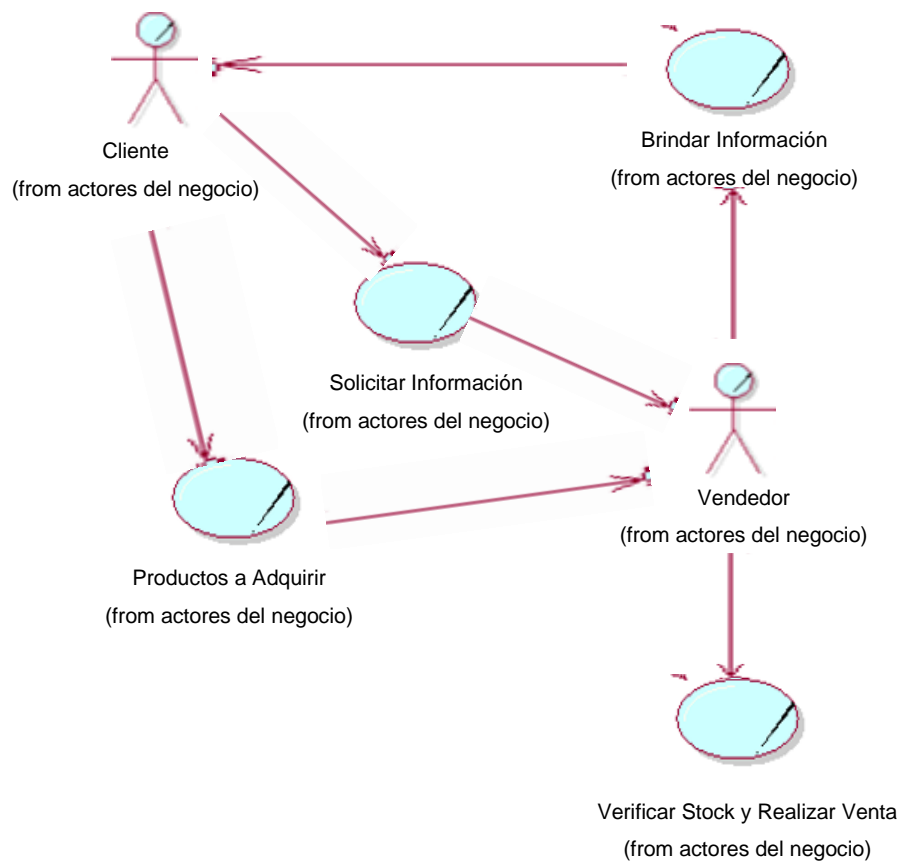 Cliente
(from actores del negocio)
Brindar Información
(from actores del negocio)
Solicitar Información
(from actores del negocio)
Vendedor
(from actores del negocio)
Productos a Adquirir
(from actores del negocio)
Verificar Stock y Realizar Venta
(from actores del negocio)